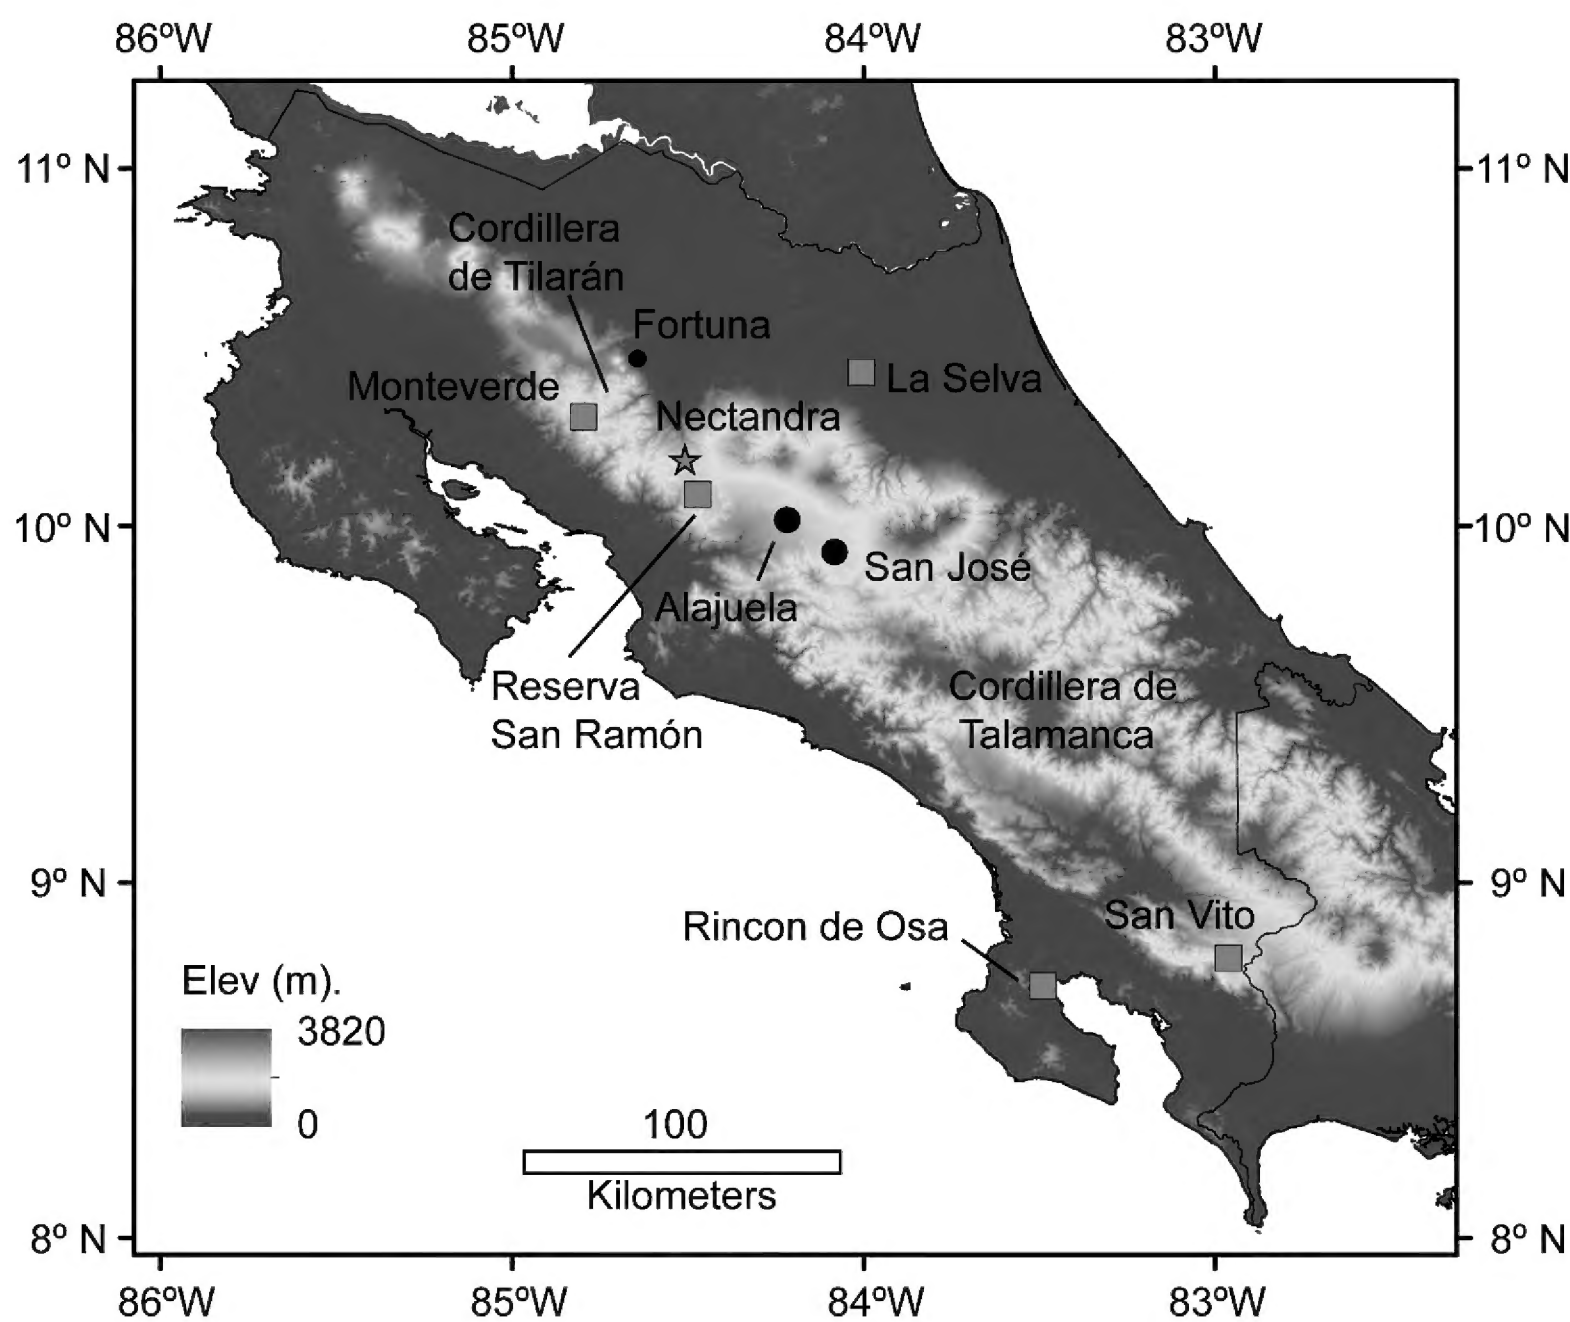 86ºW 85ºW 84ºW 83ºW
11º N 11º N
Cordillera
de Tilarán
Fortuna
Monteverde
La Selva
Nectandra
10º N 10º N
San José
Alajuela
Reserva
San Ramón
Cordillera de
Talamanca
9º N 9º N
San Vito
Rincon de Osa
Elev (m).
3820
0
100
Kilometers
8º N 8º N
86ºW 85ºW 84ºW 83ºW